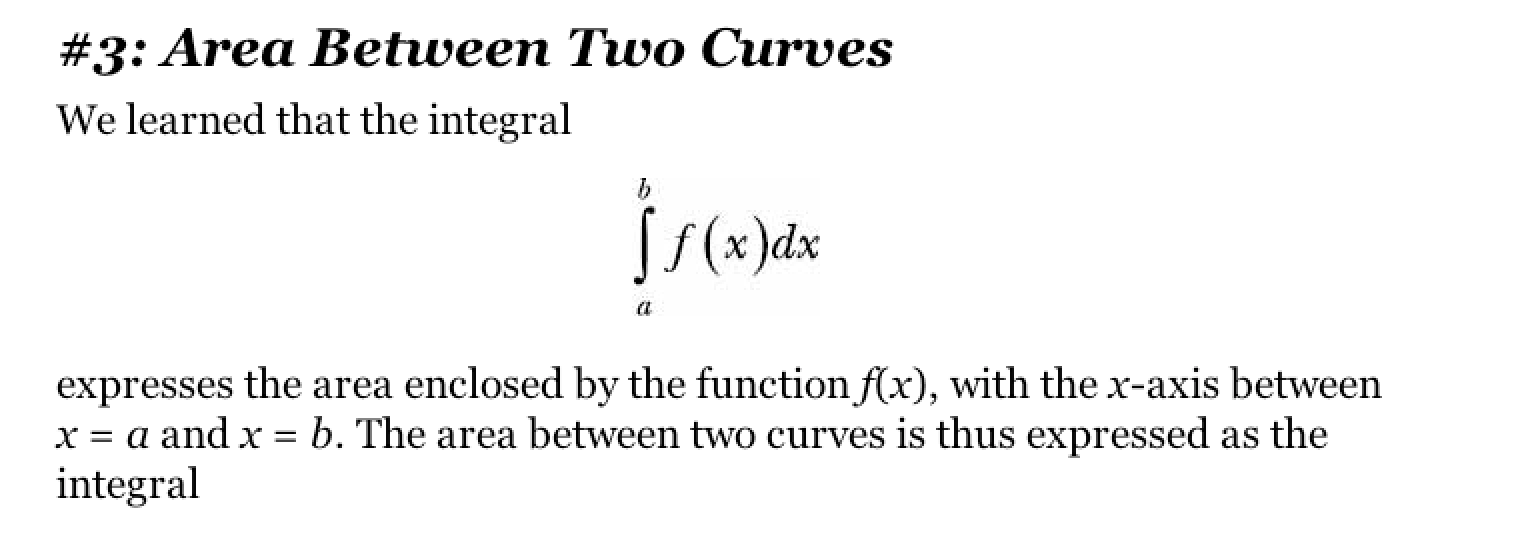 #3: Area Between Two Curves
We learned that the integral
b
∫ f(x)dx
a
expresses the area enclosed by the function f(x), with the x-axis between
x = a and x = b. The area between two curves is thus expressed as the
integral